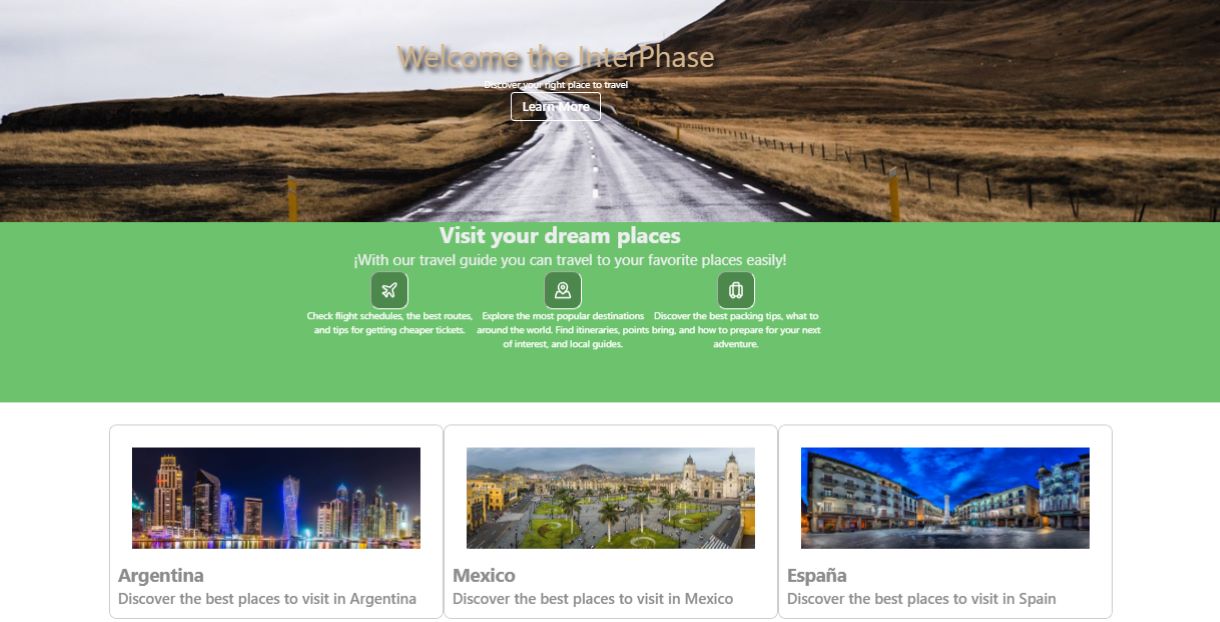 Welcome the InterPhase
Discover your right place to travel
Learn More
Visit your dream places
¡With our travel guide you can travel to your favorite places easily!
Check flight schedules, the best routes,
and tips for getting cheaper tickets.
Explore the most popular destinations
around the world. Find itineraries, points
of interest, and local guides.
Discover the best packing tips, what to
bring, and how to prepare for your next
adventure.
Argentina
Discover the best places to visit in Argentina
Mexico
Discover the best places to visit in Mexico
España
Discover the best places to visit in Spain